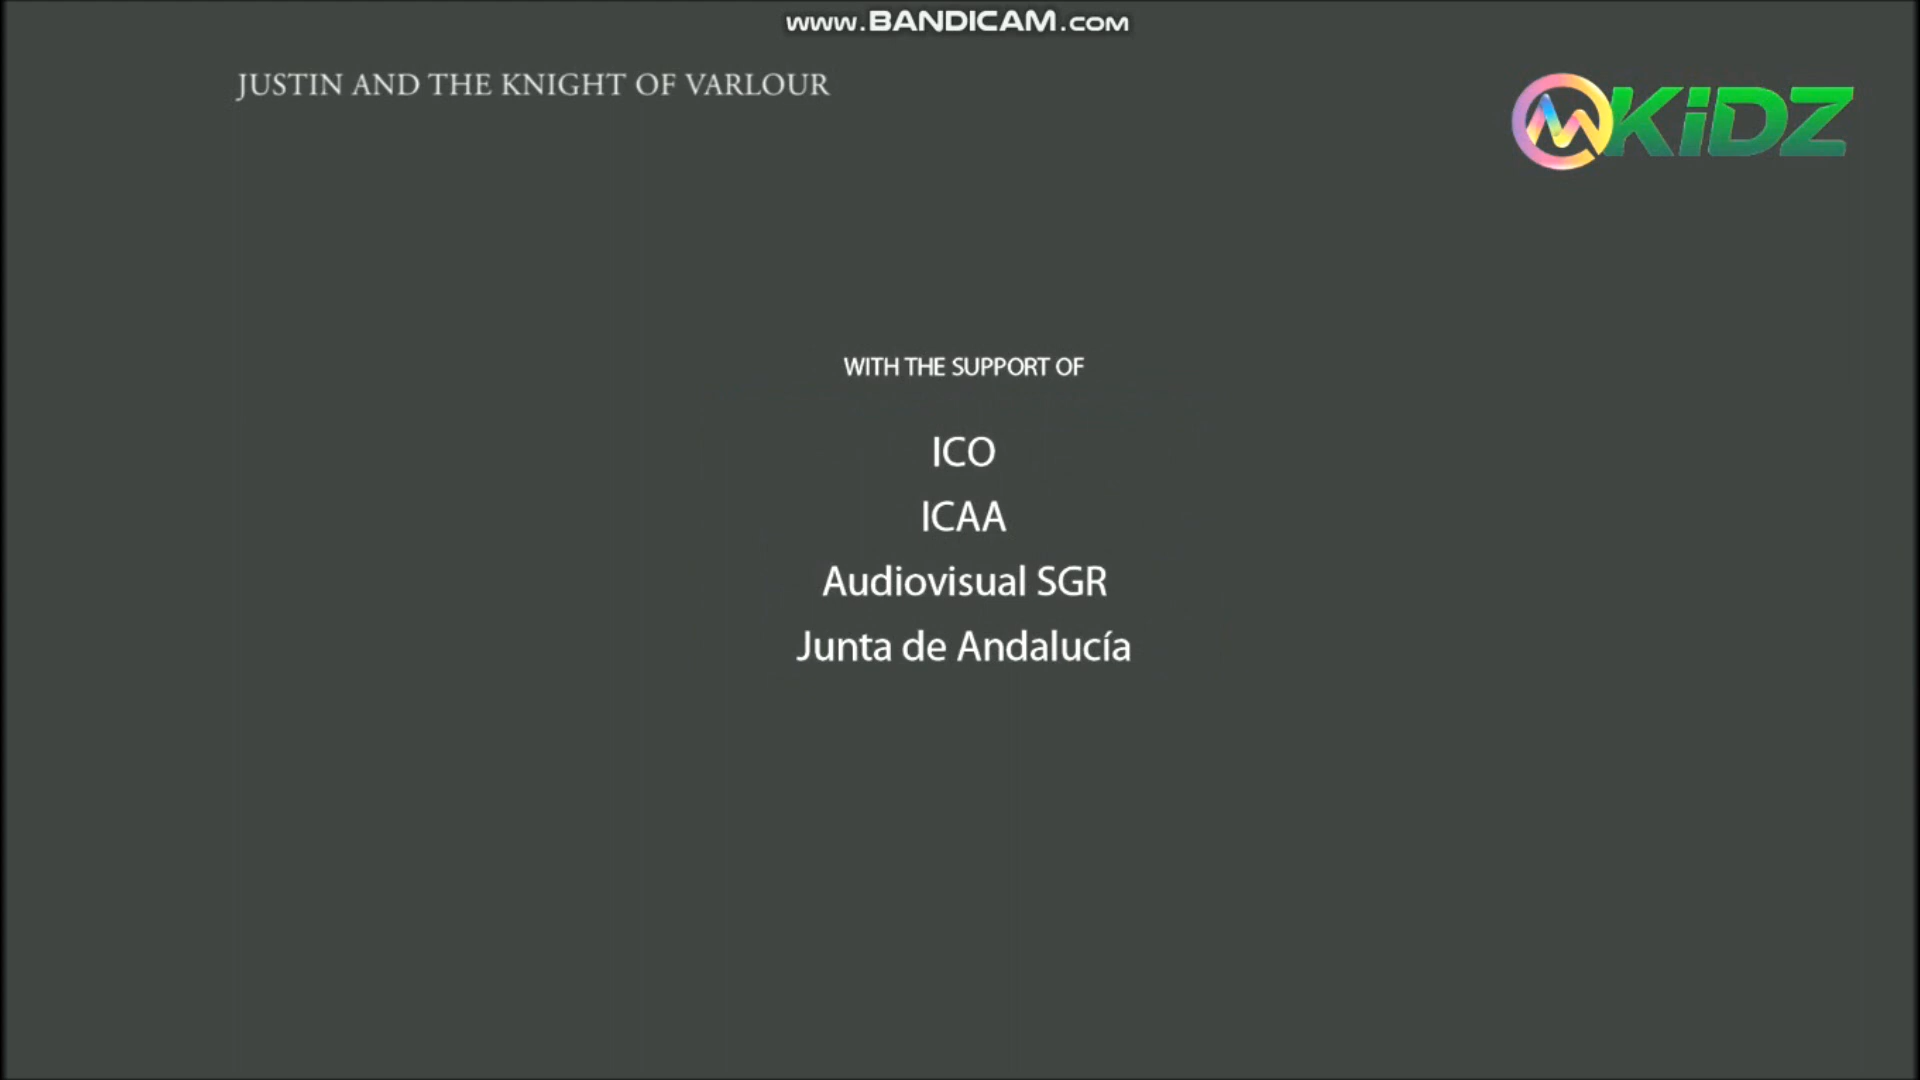 www.BANDICAM.com
JUSTIN AND THE KNIGHT OF VARLOUR
KiDZ
WITH THE SUPPORT OF
ICO
ICAA
Audiovisual SGR
Junta de Andalucía